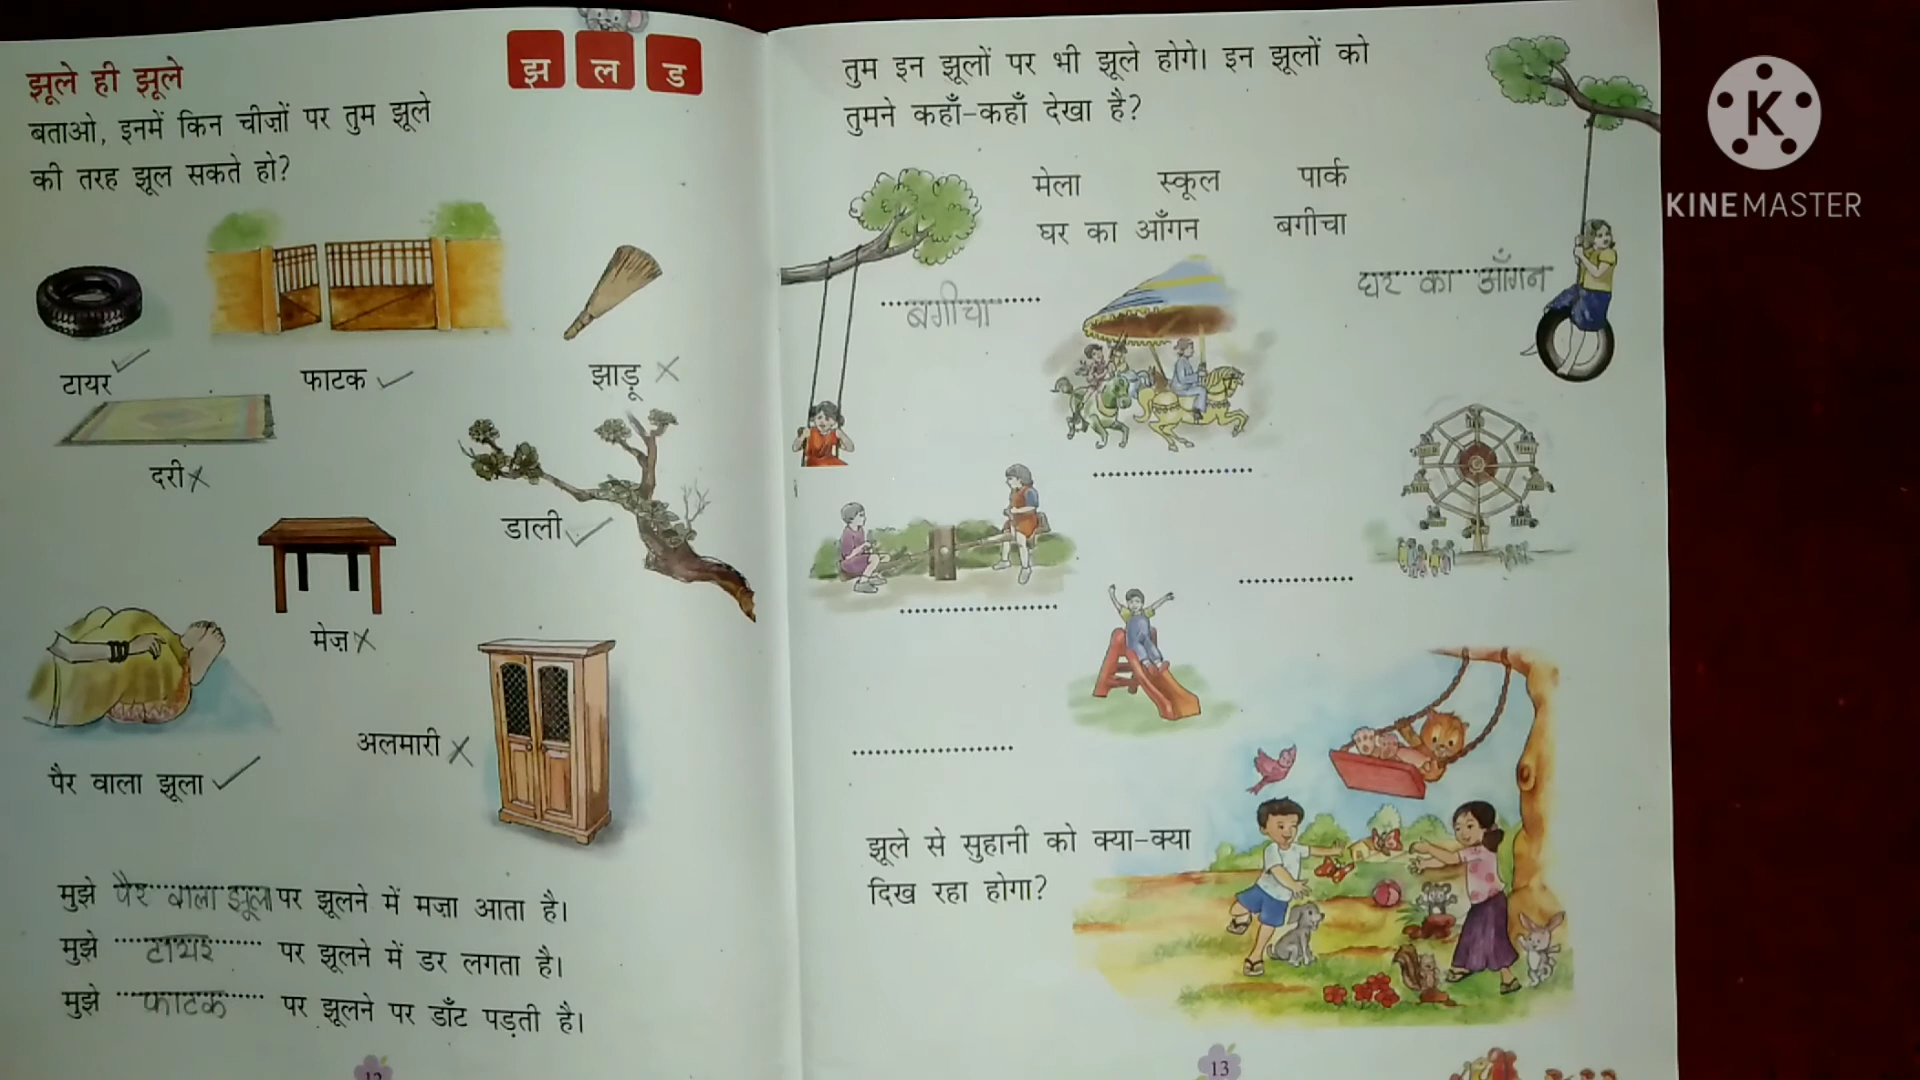 झूले ही झूले
झ ल ड
बताओ, इनमें किन चीज़ों पर तुम झूले
की तरह झूल सकते हो?
टायर ✓
फाटक ✓
झाड़ू ✗
दरी ✗
डाली ✓
मेज़ ✗
अलमारी ✗
पैर वाला झूला ✓
मुझे पैर वाला झूला पर झूलने में मज़ा आता है।
मुझे टायर पर झूलने में डर लगता है।
मुझे फाटक पर झूलने पर डाँट पड़ती है।
12
तुम इन झूलों पर भी झूले होगे। इन झूलों को
तुमने कहाँ-कहाँ देखा है?
मेला स्कूल पार्क
घर का आँगन बगीचा
बगीचा
घर का आँगन
झूले से सुहानी को क्या-क्या
दिख रहा होगा?
13
K
KINEMASTER